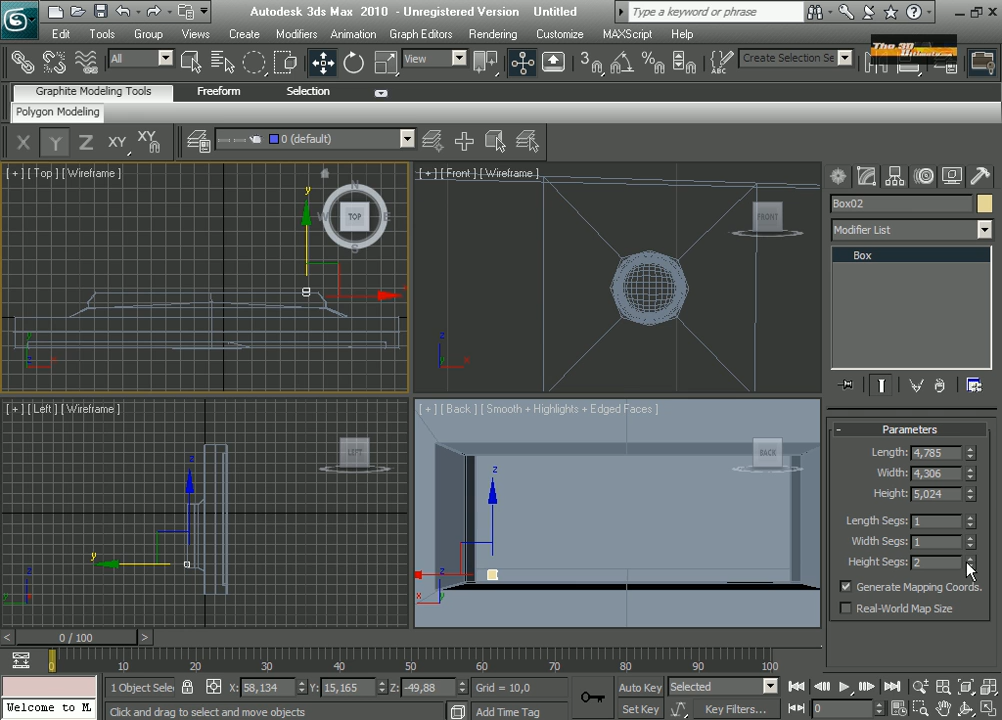 Autodesk 3ds Max 2010 - Unregistered Version Untitled
Type a keyword or phrase
Edit Tools Group Views Create Modifiers Animation Graph Editors Rendering Customize MAXScript Help
All View 3 Create Selection Se
The 3D
Graphite Modeling Tools Freeform Selection
Polygon Modeling
X Y Z XY XY 0 (default)
[ + ] [ Top ] [ Wireframe ]
y
N
W TOP E
S
x
[ + ] [ Front ] [ Wireframe ]
FRONT
z
x
[ + ] [ Left ] [ Wireframe ]
LEFT
z
y
z
y
[ + ] [ Back ] [ Smooth + Highlights + Edged Faces ]
BACK
z
z
x
Box02
Modifier List
Box
- Parameters
Length: 4,785
Width: 4,306
Height: 5,024
Length Segs: 1
Width Segs: 1
Height Segs: 2
Generate Mapping Coords.
Real-World Map Size
< 0 / 100 >
0 10 20 30 40 50 60 70 80 90 100
1 Object Selec X: 58,134 Y: 15,165 Z: -49,88 Grid = 10,0 Auto Key Selected
Welcome to M Click and drag to select and move objects Add Time Tag Set Key Key Filters... 0